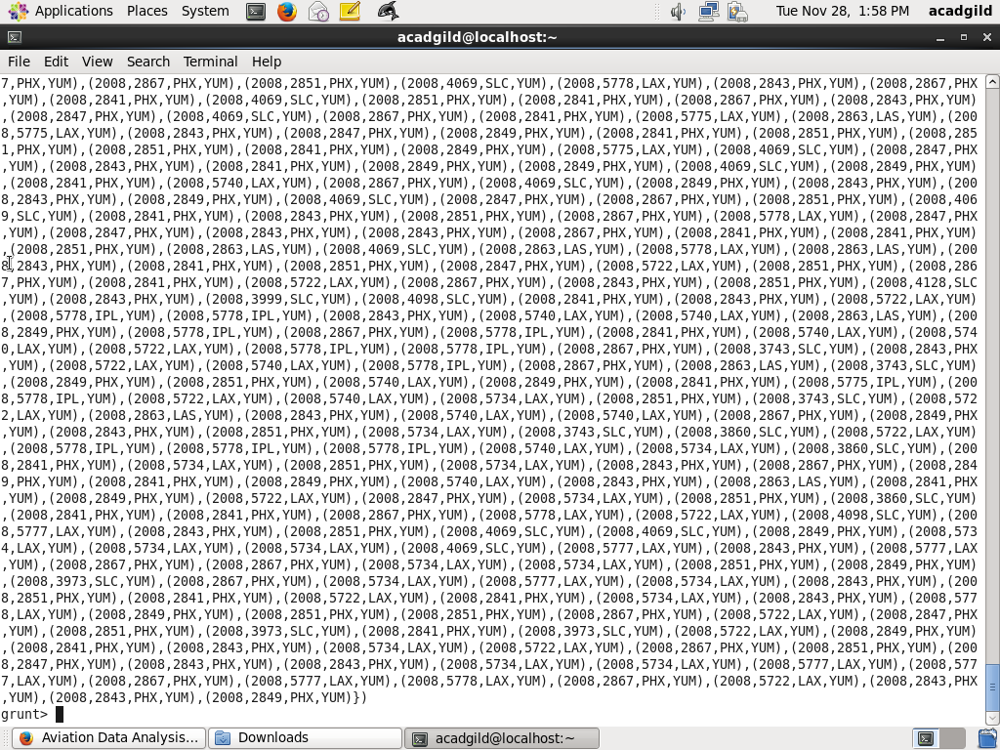 Applications Places System Tue Nov 28, 1:58 PM acadgild
acadgild@localhost:~
File Edit View Search Terminal Help
7,PHX,YUM),(2008,2867,PHX,YUM),(2008,2851,PHX,YUM),(2008,4069,SLC,YUM),(2008,5778,LAX,YUM),(2008,2843,PHX,YUM),(2008,2867,PHX
,YUM),(2008,2841,PHX,YUM),(2008,4069,SLC,YUM),(2008,2851,PHX,YUM),(2008,2841,PHX,YUM),(2008,2867,PHX,YUM),(2008,2843,PHX,YUM)
,(2008,2847,PHX,YUM),(2008,4069,SLC,YUM),(2008,2867,PHX,YUM),(2008,2841,PHX,YUM),(2008,5775,LAX,YUM),(2008,2863,LAS,YUM),(200
8,5775,LAX,YUM),(2008,2843,PHX,YUM),(2008,2847,PHX,YUM),(2008,2849,PHX,YUM),(2008,2841,PHX,YUM),(2008,2851,PHX,YUM),(2008,285
1,PHX,YUM),(2008,2851,PHX,YUM),(2008,2841,PHX,YUM),(2008,2849,PHX,YUM),(2008,5775,LAX,YUM),(2008,4069,SLC,YUM),(2008,2847,PHX
,YUM),(2008,2843,PHX,YUM),(2008,2841,PHX,YUM),(2008,2849,PHX,YUM),(2008,2849,PHX,YUM),(2008,4069,SLC,YUM),(2008,2849,PHX,YUM)
,(2008,2841,PHX,YUM),(2008,5740,LAX,YUM),(2008,2867,PHX,YUM),(2008,4069,SLC,YUM),(2008,2849,PHX,YUM),(2008,2843,PHX,YUM),(200
8,2843,PHX,YUM),(2008,2849,PHX,YUM),(2008,4069,SLC,YUM),(2008,2847,PHX,YUM),(2008,2867,PHX,YUM),(2008,2851,PHX,YUM),(2008,406
9,SLC,YUM),(2008,2841,PHX,YUM),(2008,2843,PHX,YUM),(2008,2851,PHX,YUM),(2008,2867,PHX,YUM),(2008,5778,LAX,YUM),(2008,2847,PHX
,YUM),(2008,2847,PHX,YUM),(2008,2843,PHX,YUM),(2008,2843,PHX,YUM),(2008,2867,PHX,YUM),(2008,2841,PHX,YUM),(2008,2841,PHX,YUM)
,(2008,2851,PHX,YUM),(2008,2863,LAS,YUM),(2008,4069,SLC,YUM),(2008,2863,LAS,YUM),(2008,5778,LAX,YUM),(2008,2863,LAS,YUM),(200
8,2843,PHX,YUM),(2008,2841,PHX,YUM),(2008,2851,PHX,YUM),(2008,2847,PHX,YUM),(2008,5722,LAX,YUM),(2008,2851,PHX,YUM),(2008,286
7,PHX,YUM),(2008,2841,PHX,YUM),(2008,5722,LAX,YUM),(2008,2867,PHX,YUM),(2008,2843,PHX,YUM),(2008,2851,PHX,YUM),(2008,4128,SLC
,YUM),(2008,2843,PHX,YUM),(2008,3999,SLC,YUM),(2008,4098,SLC,YUM),(2008,2841,PHX,YUM),(2008,2843,PHX,YUM),(2008,5722,LAX,YUM)
,(2008,5778,IPL,YUM),(2008,5778,IPL,YUM),(2008,2843,PHX,YUM),(2008,5740,LAX,YUM),(2008,5740,LAX,YUM),(2008,2863,LAS,YUM),(200
8,2849,PHX,YUM),(2008,5778,IPL,YUM),(2008,2867,PHX,YUM),(2008,5778,IPL,YUM),(2008,2841,PHX,YUM),(2008,5740,LAX,YUM),(2008,574
0,LAX,YUM),(2008,5722,LAX,YUM),(2008,5778,IPL,YUM),(2008,5778,IPL,YUM),(2008,2867,PHX,YUM),(2008,3743,SLC,YUM),(2008,2843,PHX
,YUM),(2008,5722,LAX,YUM),(2008,5740,LAX,YUM),(2008,5778,IPL,YUM),(2008,2867,PHX,YUM),(2008,2863,LAS,YUM),(2008,3743,SLC,YUM)
,(2008,2849,PHX,YUM),(2008,2851,PHX,YUM),(2008,5740,LAX,YUM),(2008,2849,PHX,YUM),(2008,2841,PHX,YUM),(2008,5775,IPL,YUM),(200
8,5778,IPL,YUM),(2008,5722,LAX,YUM),(2008,5740,LAX,YUM),(2008,5734,LAX,YUM),(2008,2851,PHX,YUM),(2008,3743,SLC,YUM),(2008,572
2,LAX,YUM),(2008,2863,LAS,YUM),(2008,2843,PHX,YUM),(2008,5740,LAX,YUM),(2008,5740,LAX,YUM),(2008,2867,PHX,YUM),(2008,2849,PHX
,YUM),(2008,2843,PHX,YUM),(2008,2851,PHX,YUM),(2008,5734,LAX,YUM),(2008,3743,SLC,YUM),(2008,3860,SLC,YUM),(2008,5722,LAX,YUM)
,(2008,5778,IPL,YUM),(2008,5778,IPL,YUM),(2008,5778,IPL,YUM),(2008,5740,LAX,YUM),(2008,5734,LAX,YUM),(2008,3860,SLC,YUM),(200
8,2841,PHX,YUM),(2008,5734,LAX,YUM),(2008,2851,PHX,YUM),(2008,5734,LAX,YUM),(2008,2843,PHX,YUM),(2008,2867,PHX,YUM),(2008,284
9,PHX,YUM),(2008,2841,PHX,YUM),(2008,2849,PHX,YUM),(2008,5740,LAX,YUM),(2008,2843,PHX,YUM),(2008,2863,LAS,YUM),(2008,2841,PHX
,YUM),(2008,2849,PHX,YUM),(2008,5722,LAX,YUM),(2008,2847,PHX,YUM),(2008,5734,LAX,YUM),(2008,2851,PHX,YUM),(2008,3860,SLC,YUM)
,(2008,2841,PHX,YUM),(2008,2841,PHX,YUM),(2008,2867,PHX,YUM),(2008,5778,LAX,YUM),(2008,5722,LAX,YUM),(2008,4098,SLC,YUM),(200
8,5777,LAX,YUM),(2008,2843,PHX,YUM),(2008,2851,PHX,YUM),(2008,4069,SLC,YUM),(2008,4069,SLC,YUM),(2008,2849,PHX,YUM),(2008,573
4,LAX,YUM),(2008,5734,LAX,YUM),(2008,5734,LAX,YUM),(2008,4069,SLC,YUM),(2008,5777,LAX,YUM),(2008,2843,PHX,YUM),(2008,5777,LAX
,YUM),(2008,2867,PHX,YUM),(2008,2867,PHX,YUM),(2008,5734,LAX,YUM),(2008,5734,LAX,YUM),(2008,2851,PHX,YUM),(2008,2849,PHX,YUM)
,(2008,3973,SLC,YUM),(2008,2867,PHX,YUM),(2008,5734,LAX,YUM),(2008,5777,LAX,YUM),(2008,5734,LAX,YUM),(2008,2843,PHX,YUM),(200
8,2851,PHX,YUM),(2008,2841,PHX,YUM),(2008,5722,LAX,YUM),(2008,2841,PHX,YUM),(2008,5734,LAX,YUM),(2008,2843,PHX,YUM),(2008,577
8,LAX,YUM),(2008,2849,PHX,YUM),(2008,2851,PHX,YUM),(2008,2851,PHX,YUM),(2008,2867,PHX,YUM),(2008,5722,LAX,YUM),(2008,2847,PHX
,YUM),(2008,2851,PHX,YUM),(2008,3973,SLC,YUM),(2008,2841,PHX,YUM),(2008,3973,SLC,YUM),(2008,5722,LAX,YUM),(2008,2849,PHX,YUM)
,(2008,2841,PHX,YUM),(2008,2843,PHX,YUM),(2008,5734,LAX,YUM),(2008,5722,LAX,YUM),(2008,2867,PHX,YUM),(2008,2851,PHX,YUM),(200
8,2847,PHX,YUM),(2008,2843,PHX,YUM),(2008,2843,PHX,YUM),(2008,5734,LAX,YUM),(2008,5734,LAX,YUM),(2008,5777,LAX,YUM),(2008,577
7,LAX,YUM),(2008,2867,PHX,YUM),(2008,5777,LAX,YUM),(2008,5778,LAX,YUM),(2008,2867,PHX,YUM),(2008,5722,LAX,YUM),(2008,2843,PHX
,YUM),(2008,2843,PHX,YUM),(2008,2849,PHX,YUM)})
grunt>
Aviation Data Analysis... Downloads acadgild@localhost:~